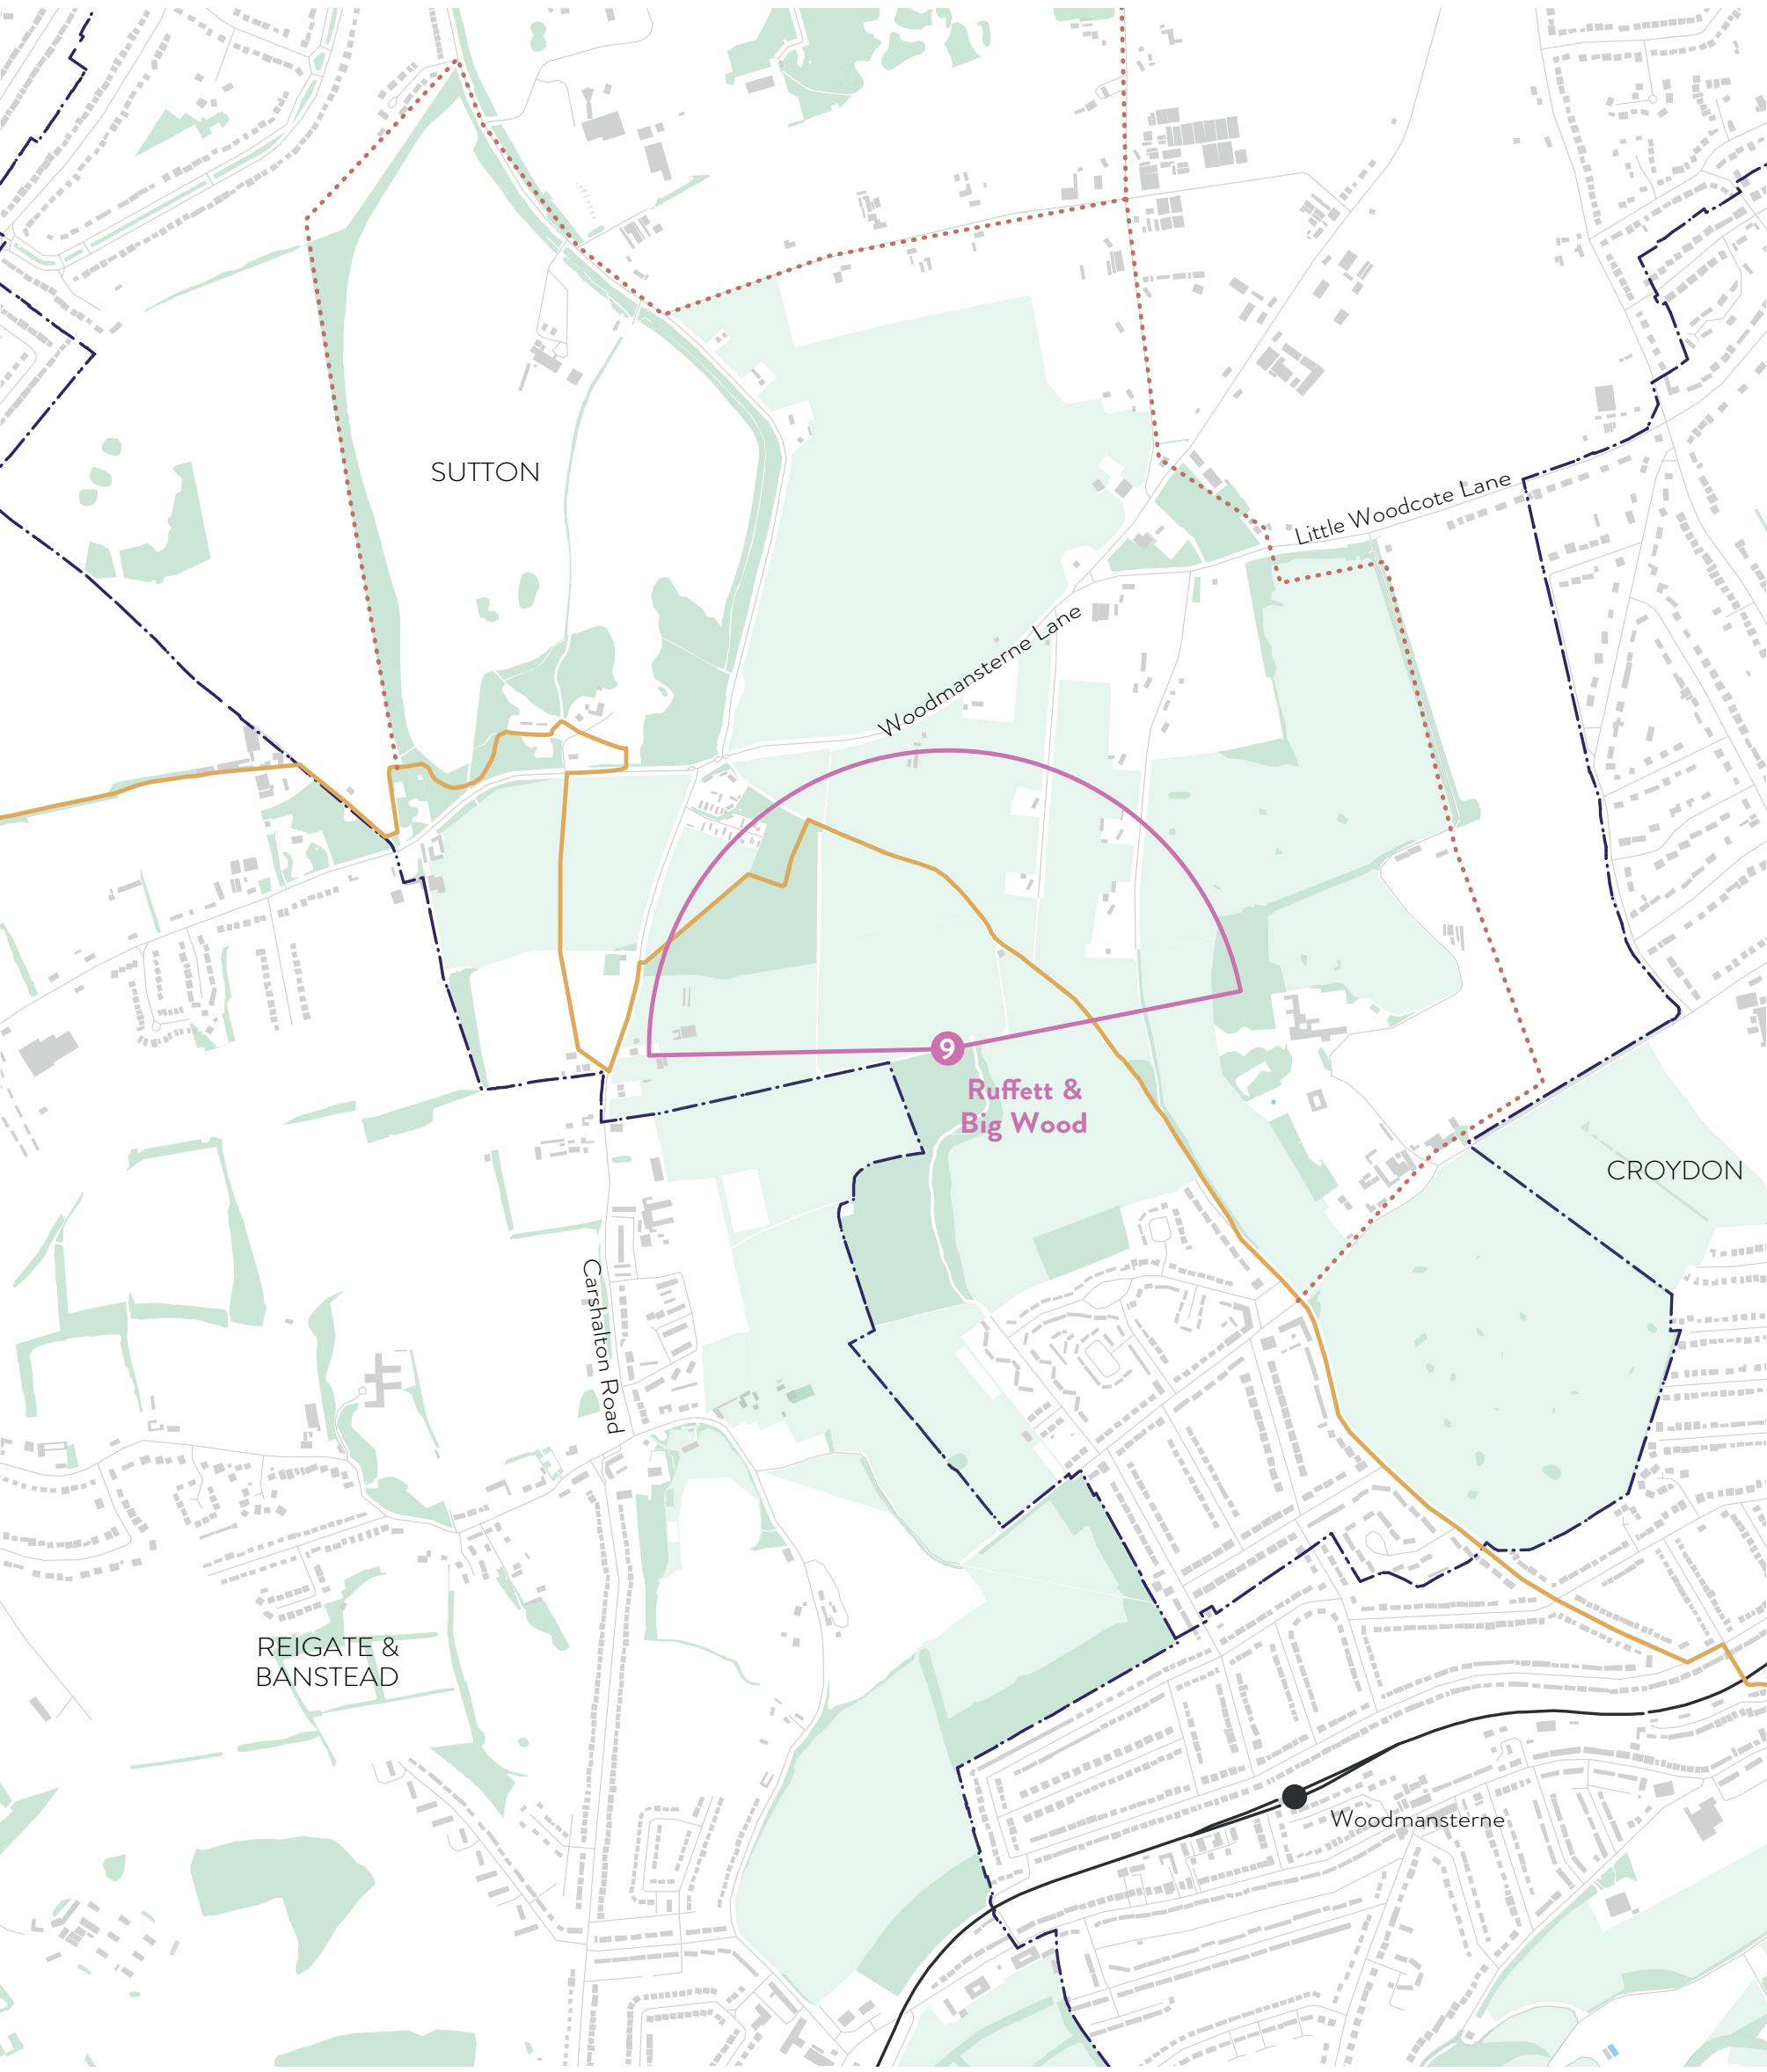 SUTTON
Little Woodcote Lane
Woodmansterne Lane
9
Ruffett &
Big Wood
CROYDON
Carshalton Road
REIGATE &
BANSTEAD
Woodmansterne